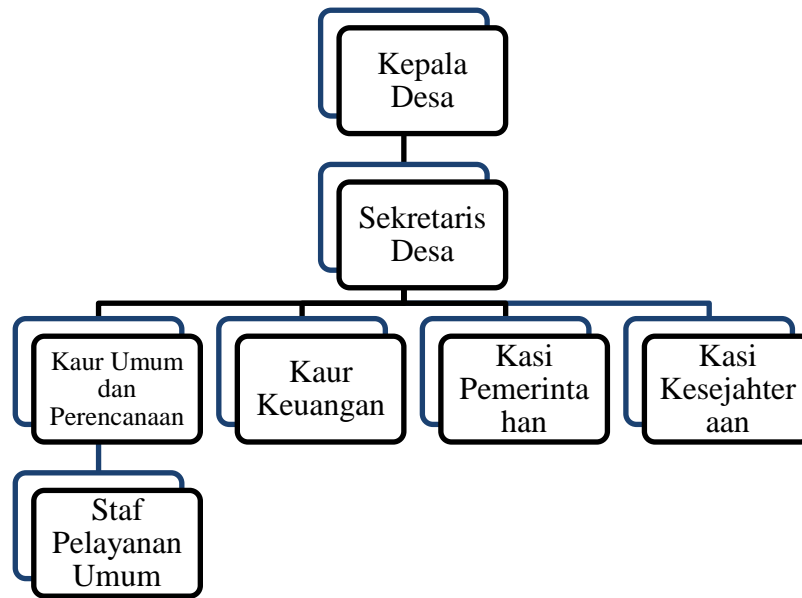 Kepala
Desa
Sekretaris
Desa
Kaur Umum
dan
Perencanaan
Kaur
Keuangan
Kasi
Pemerinta
han
Kasi
Kesejahter
aan
Staf
Pelayanan
Umum